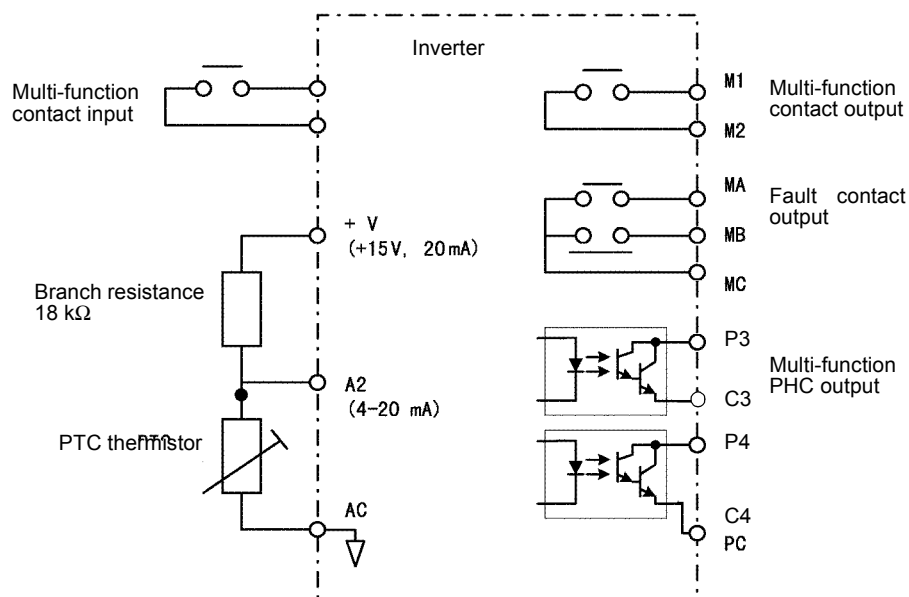 Inverter
Multi-function
contact input
M1
Multi-function
contact output
M2
MA
Fault contact
output
MB
MC
+ V
(+15V, 20mA)
Branch resistance
18 kΩ
A2
(4-20 mA)
PTC thermistor
AC
P3
Multi-function
PHC output
C3
P4
C4
PC